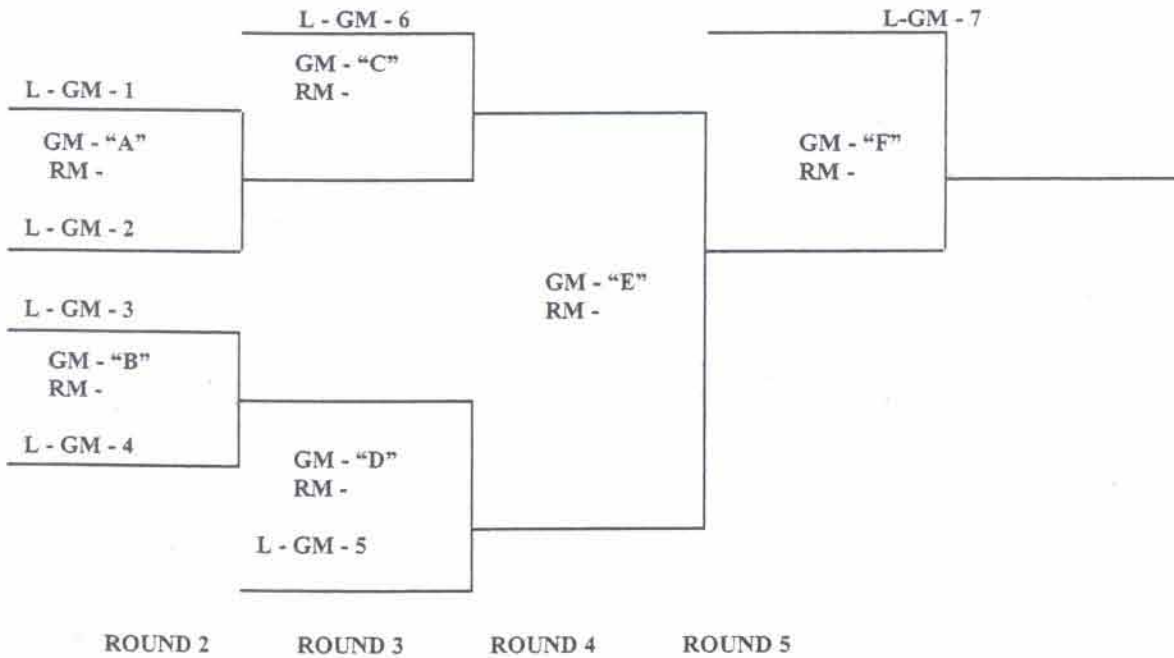 L - GM - 6
L-GM - 7
GM - “C”
RM -
L - GM - 1
GM - “A”
RM -
GM - “F”
RM -
L - GM - 2
GM - “E”
RM -
L - GM - 3
GM - “B”
RM -
L - GM - 4
GM - “D”
RM -
L - GM - 5
ROUND 2 ROUND 3 ROUND 4 ROUND 5